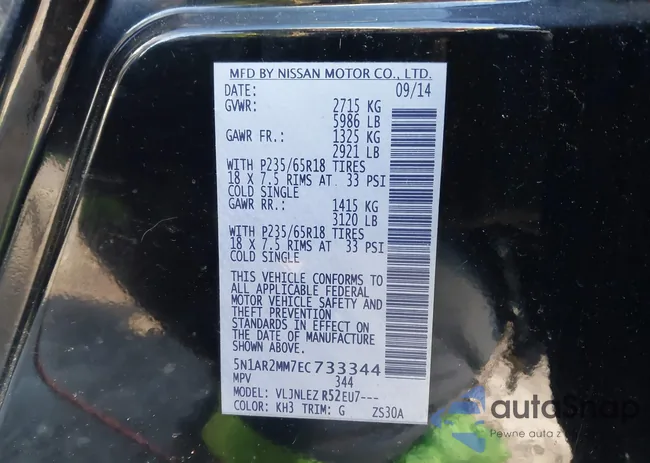 MFD BY NISSAN MOTOR CO., LTD.
DATE: 09/14
GVWR: 2715 KG
5986 LB
GAWR FR.: 1325 KG
2921 LB
WITH P235/65R18 TIRES
18 X 7.5 RIMS AT 33 PSI
COLD SINGLE
GAWR RR.: 1415 KG
3120 LB
WITH P235/65R18 TIRES
18 X 7.5 RIMS AT 33 PSI
COLD SINGLE
THIS VEHICLE CONFORMS TO
ALL APPLICABLE FEDERAL
MOTOR VEHICLE SAFETY AND
THEFT PREVENTION
STANDARDS IN EFFECT ON
THE DATE OF MANUFACTURE
SHOWN ABOVE.
5N1AR2MM7EC733344
MPV 344
MODEL: VLJNLEZ R52EU7---
COLOR: KH3 TRIM: G ZS30A
autoSnap
Pewne auta z